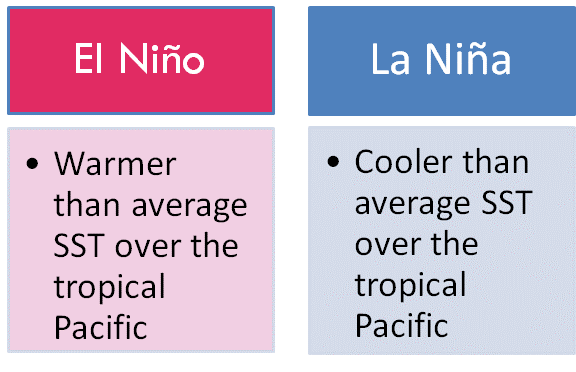 El Niño
• Warmer
than average
SST over the
tropical
Pacific
La Niña
• Cooler than
average SST
over the
tropical
Pacific